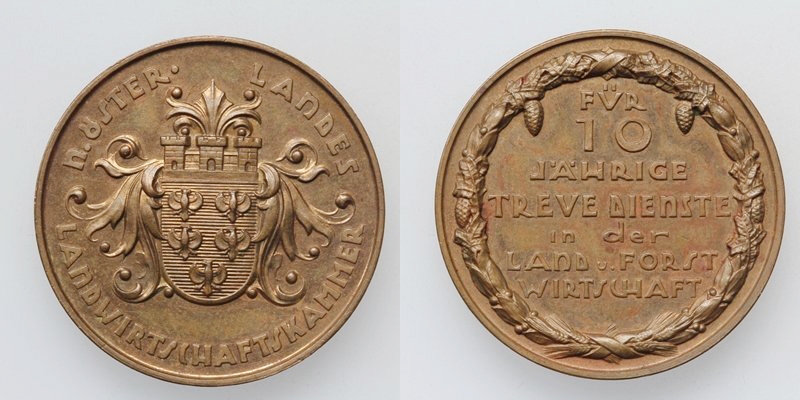 N. ÖSTER. LANDES
LANDWIRTSCHAFTSKAMMER
FÜR
10
JÄHRIGE
TREVE DIENSTE
in der
LAND u. FORST
WIRTSCHAFT.